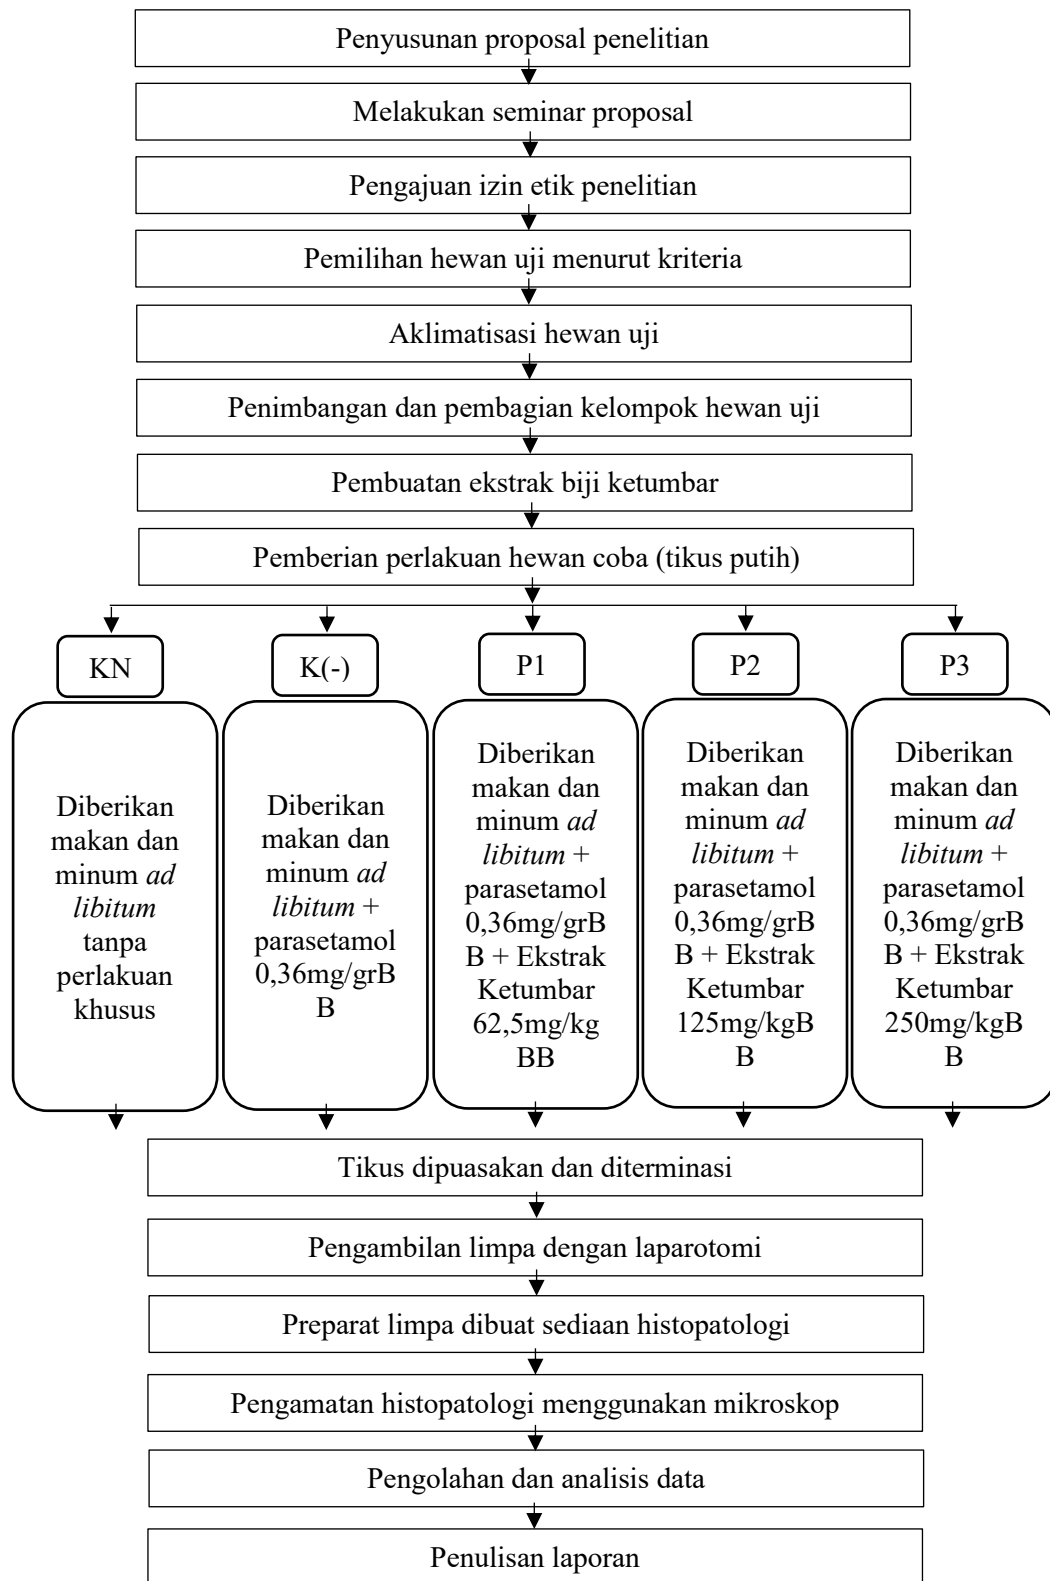 Penyusunan proposal penelitian
Melakukan seminar proposal
Pengajuan izin etik penelitian
Pemilihan hewan uji menurut kriteria
Aklimatisasi hewan uji
Penimbangan dan pembagian kelompok hewan uji
Pembuatan ekstrak biji ketumbar
Pemberian perlakuan hewan coba (tikus putih)
KN
Diberikan
makan dan
minum ad
libitum
tanpa
perlakuan
khusus
K(-)
Diberikan
makan dan
minum ad
libitum +
parasetamol
0,36mg/grB
B
P1
Diberikan
makan dan
minum ad
libitum +
parasetamol
0,36mg/grB
B + Ekstrak
Ketumbar
62,5mg/kg
BB
P2
Diberikan
makan dan
minum ad
libitum +
parasetamol
0,36mg/grB
B + Ekstrak
Ketumbar
125mg/kgB
B
P3
Diberikan
makan dan
minum ad
libitum +
parasetamol
0,36mg/grB
B + Ekstrak
Ketumbar
250mg/kgB
B
Tikus dipuasakan dan diterminasi
Pengambilan limpa dengan laparotomi
Preparat limpa dibuat sediaan histopatologi
Pengamatan histopatologi menggunakan mikroskop
Pengolahan dan analisis data
Penulisan laporan